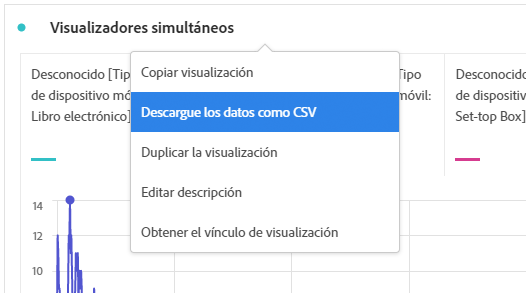 Visualizadores simultáneos
Desconocido [Tip
de dispositivo mó
Libro electrónico]
Copiar visualización
Descargue los datos como CSV
Duplicar la visualización
Editar descripción
Obtener el vínculo de visualización
Tipo
móvil:
Desconocido
de dispositiv
Set-top Box]
14
12
10